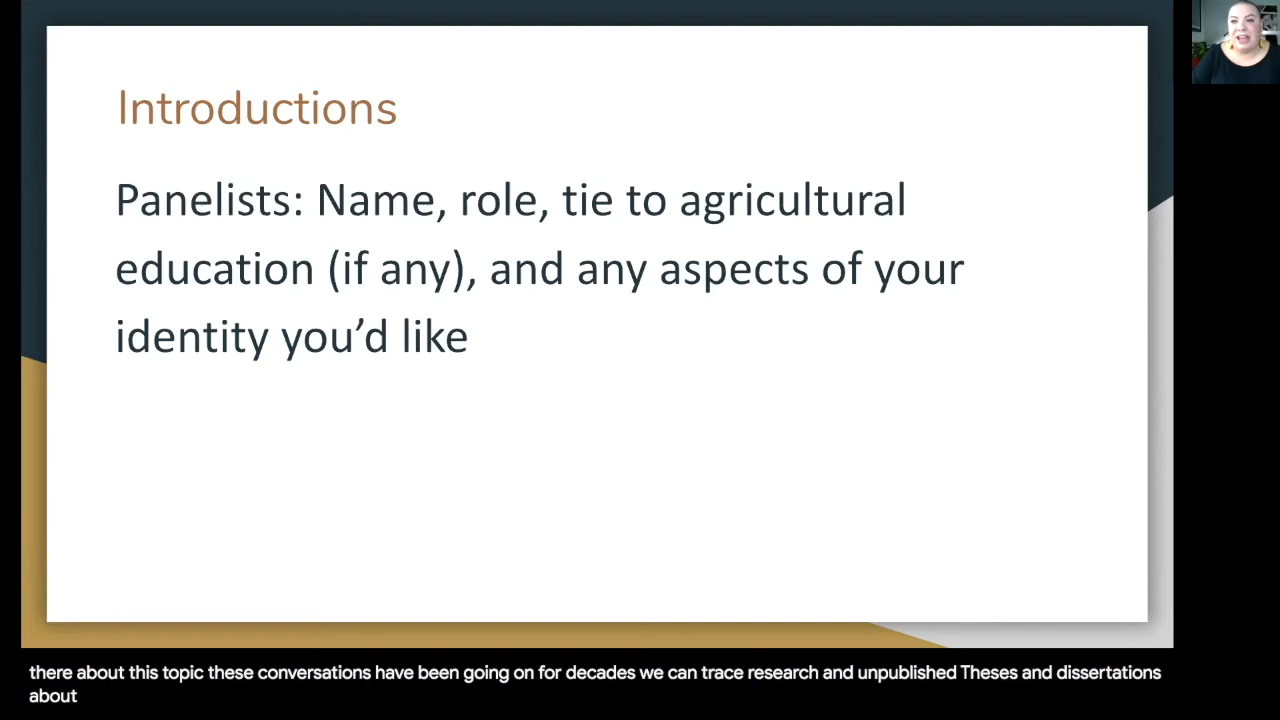 Introductions
Panelists: Name, role, tie to agricultural
education (if any), and any aspects of your
identity you’d like
there about this topic these conversations have been going on for decades we can trace research and unpublished Theses and dissertations
about